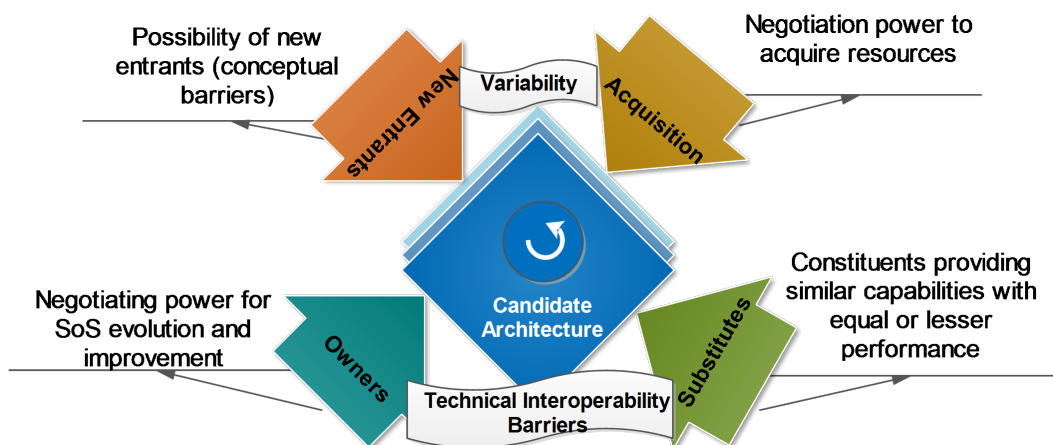 Possibility of new
entrants (conceptual
barriers)
New Entrants
Variability
Acquisition
Negotiation power to
acquire resources
Candidate
Architecture
Negotiating power for
SoS evolution and
improvement
Owners
Technical Interoperability
Barriers
Substitutes
Constituents providing
similar capabilities with
equal or lesser
performance